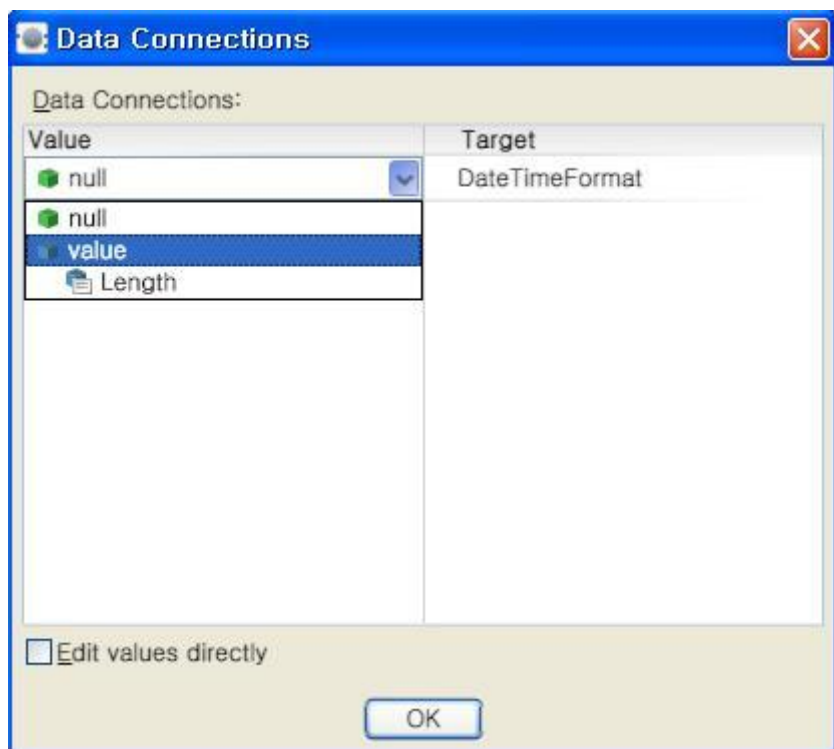 Data Connections
Data Connections:
Value Target
null DateTimeFormat
null
value
Length
Edit values directly
OK